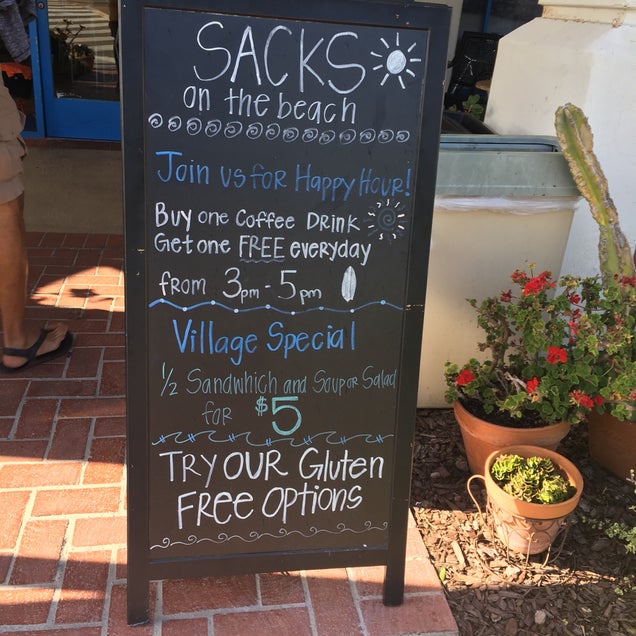 SACKS
on the beach
Join us for Happy Hour!
Buy one Coffee Drink
Get one FREE everyday
from 3pm - 5pm
Village Special
1/2 Sandwhich and Soup or Salad
for $5
Try our Gluten
Free Options